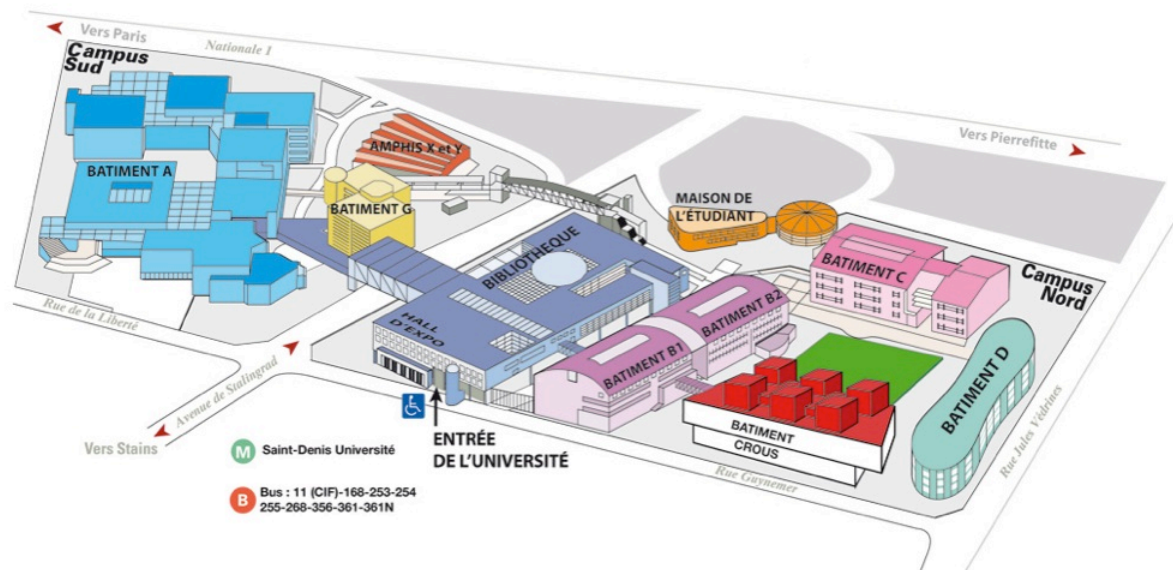 Vers Paris
Nationale 1
Campus
Sud
Vers Pierrefitte
AMPHIS X et Y
BATIMENT A
BATIMENT G
MAISON DE
L'ÉTUDIANT
BIBLIOTHEQUE
BATIMENT C
Campus
Nord
Rue de la Liberté
HALL
D'EXPO
BATIMENT B2
BATIMENT B1
BATIMENT D
Avenue de Stalingrad
BATIMENT
CROUS
Rue Jules Védrines
Vers Stains
ENTRÉE
DE L'UNIVERSITÉ
M Saint-Denis Université
Rue Guynemer
B Bus : 11 (CIF)-168-253-254
255-268-356-361-361N